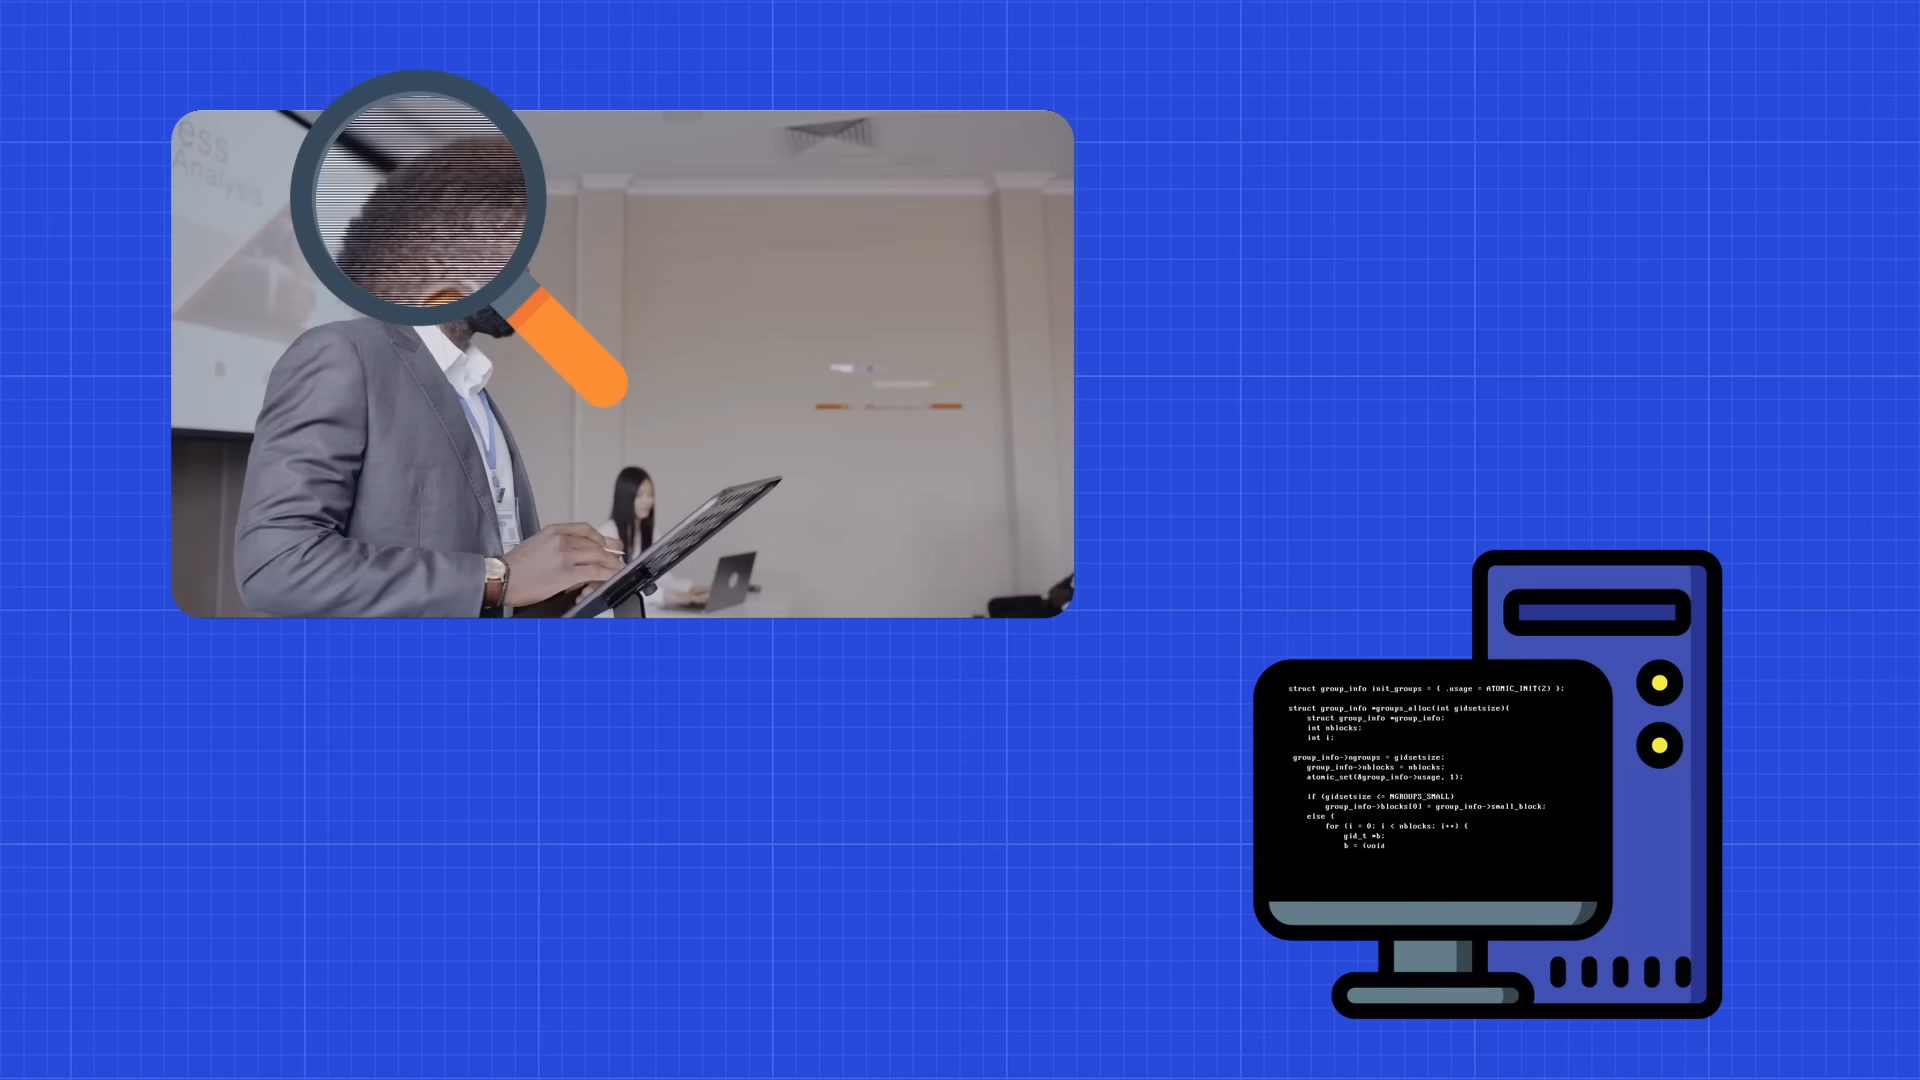 ess
Analysis
struct group_info init_groups = { .usage = ATOMIC_INIT(2) };
struct group_info *groups_alloc(int gidsetsize){
struct group_info *group_info;
int nblocks;
int i;
group_info->ngroups = gidsetsize;
group_info->nblocks = nblocks;
atomic_set(&group_info->usage, 1);
if (gidsetsize <= NGROUPS_SMALL)
group_info->blocks[0] = group_info->small_block;
else {
for (i = 0; i < nblocks; i++) {
gid_t *b;
b = (void